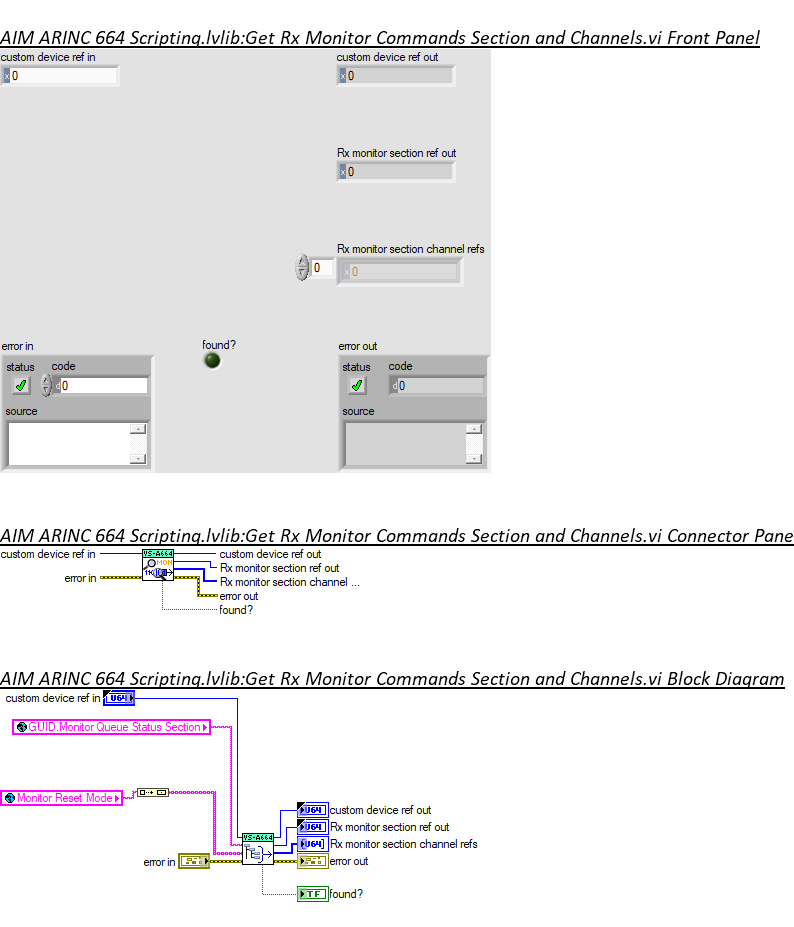 AIM ARINC 664 Scripting.lvlib:Get Rx Monitor Commands Section and Channels.vi Front Panel
custom device ref in
custom device ref out
x 0
x 0
Rx monitor section ref out
x 0
Rx monitor section channel refs
0
x 0
error in
found?
error out
status
code
status
code
d 0
d 0
source
source
AIM ARINC 664 Scripting.lvlib:Get Rx Monitor Commands Section and Channels.vi Connector Pane
custom device ref in
VS-A664
custom device ref out
MON
Rx monitor section ref out
error in
Rx monitor section channel ...
error out
found?
AIM ARINC 664 Scripting.lvlib:Get Rx Monitor Commands Section and Channels.vi Block Diagram
custom device ref in
U64
GUID.Monitor Queue Status Section
Monitor Reset Mode
U64
custom device ref out
U64
Rx monitor section ref out
VS-A664
U64
Rx monitor section channel refs
error in
error out
TF
found?